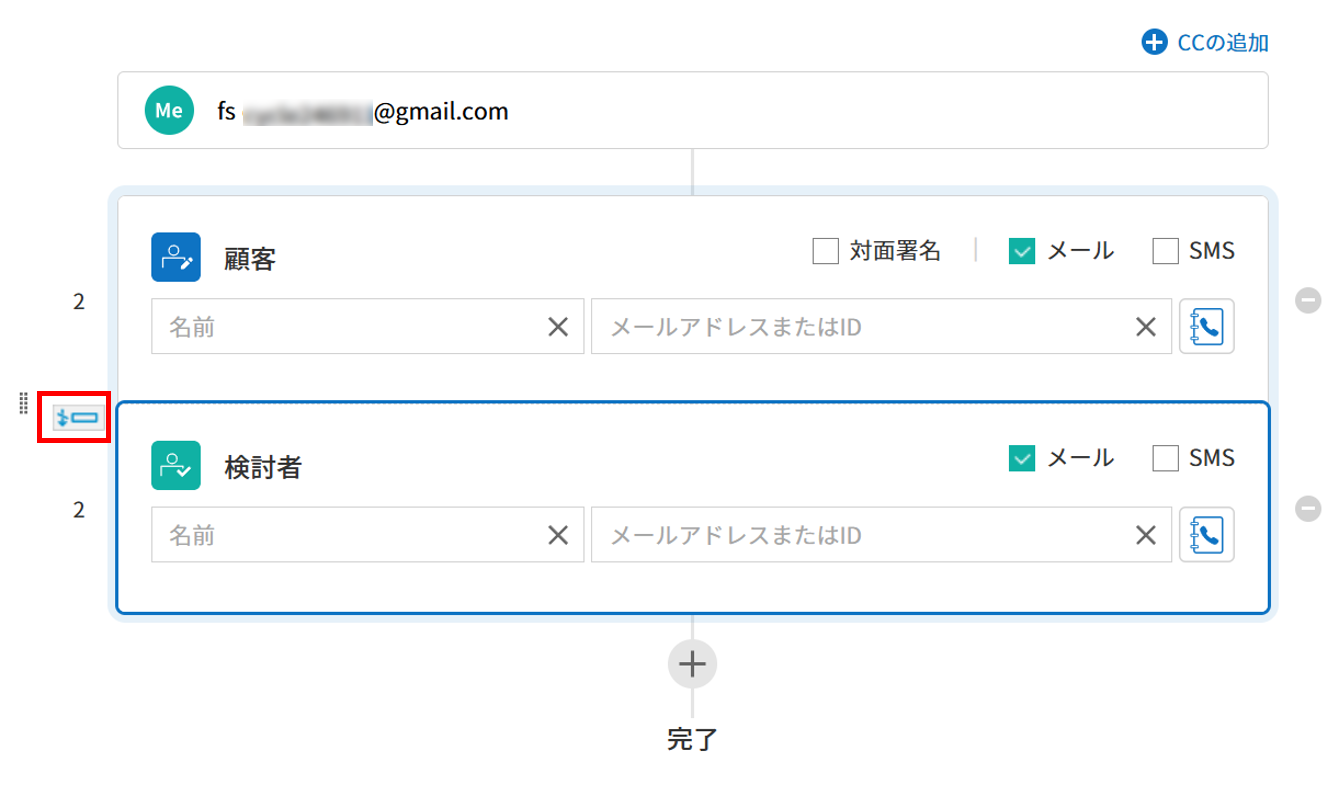 CCの追加
Me fs @gmail.com
顧客 対面署名 メール SMS
2
名前 メールアドレスまたはID
検討者 メール SMS
2
名前 メールアドレスまたはID
完了